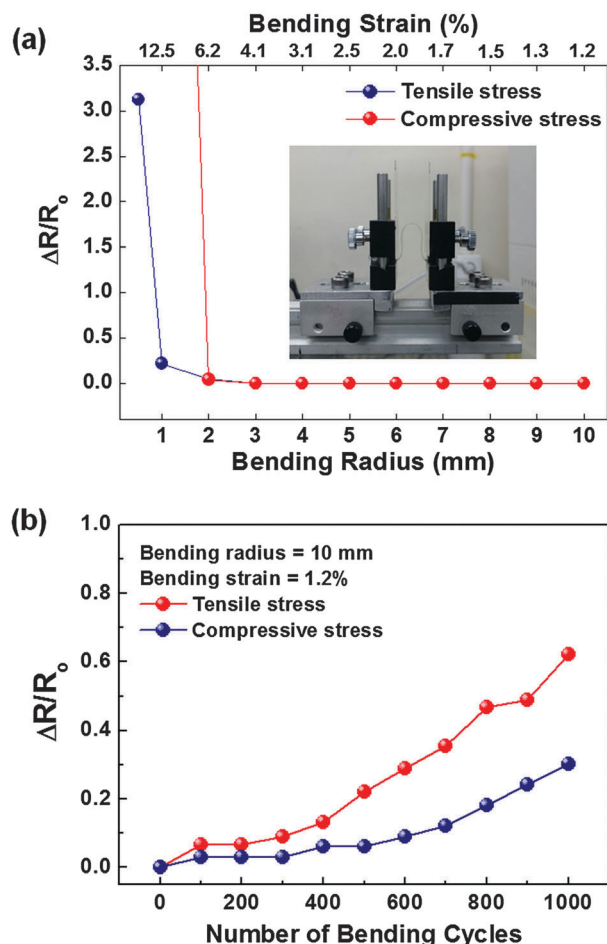 (a)
Bending Strain (%)
12.5 6.2 4.1 3.1 2.5 2.0 1.7 1.5 1.3 1.2
3.5
3.0
2.5
2.0
1.5
1.0
0.5
0.0
ΔR/Ro
Tensile stress
Compressive stress
1 2 3 4 5 6 7 8 9 10
Bending Radius (mm)
(b)
1.0
0.8
0.6
0.4
0.2
0.0
ΔR/Ro
Bending radius = 10 mm
Bending strain = 1.2%
Tensile stress
Compressive stress
0 200 400 600 800 1000
Number of Bending Cycles